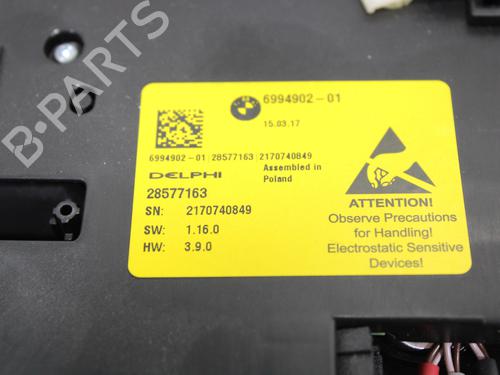 6994902-01
15.03.17
6994902-01 28577163 2170740849
DELPHI
Assembled in
Poland
28577163
SN: 2170740849
SW: 1.16.0
HW: 3.9.0
ATTENTION!
Observe Precautions
for Handling!
Electrostatic Sensitive
Devices!
B-PARTS